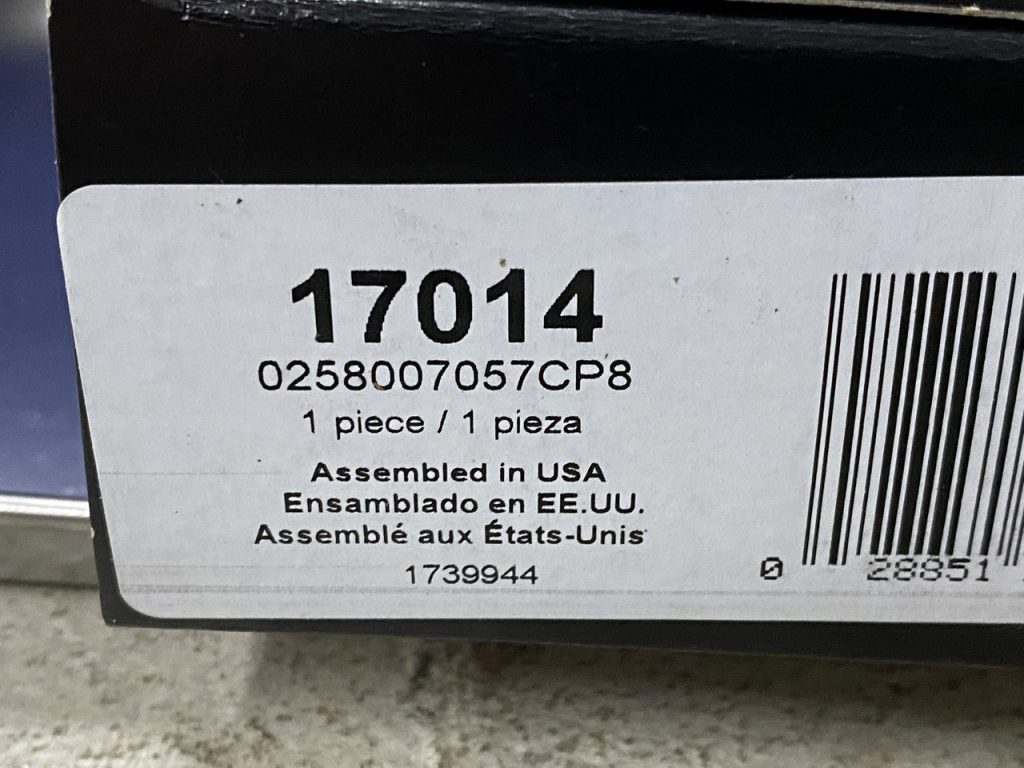 17014
0258007057CP8
1 piece / 1 pieza
Assembled in USA
Ensamblado en EE.UU.
Assemblé aux États-Unis
1739944
0 28851